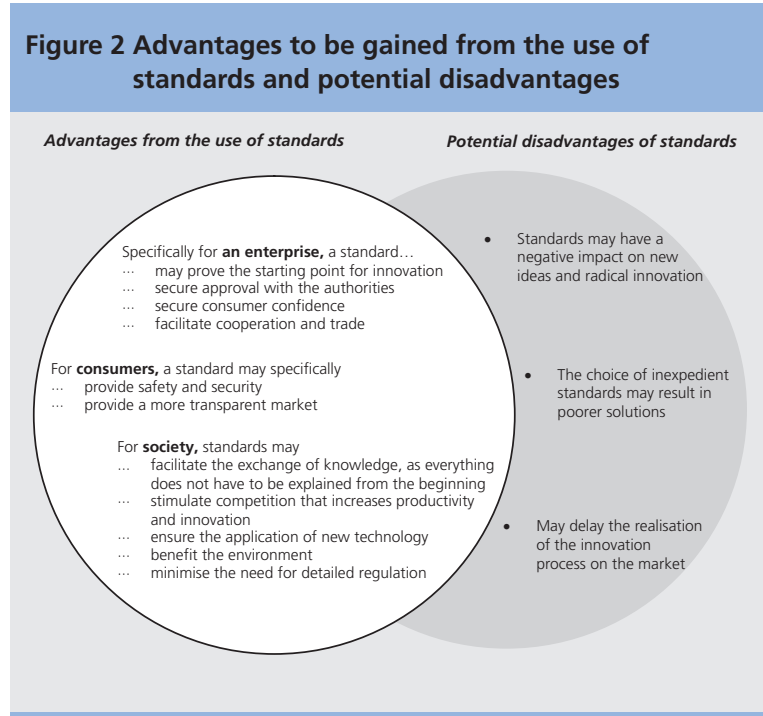 Figure 2 Advantages to be gained from the use of
standards and potential disadvantages
Advantages from the use of standards
Potential disadvantages of standards
Specifically for an enterprise, a standard...
... may prove the starting point for innovation
... secure approval with the authorities
... secure consumer confidence
... facilitate cooperation and trade
For consumers, a standard may specifically
... provide safety and security
... provide a more transparent market
For society, standards may
... facilitate the exchange of knowledge, as everything
does not have to be explained from the beginning
... stimulate competition that increases productivity
and innovation
... ensure the application of new technology
... benefit the environment
... minimise the need for detailed regulation
• Standards may have a
negative impact on new
ideas and radical innovation
• The choice of inexpedient
standards may result in
poorer solutions
• May delay the realisation
of the innovation
process on the market